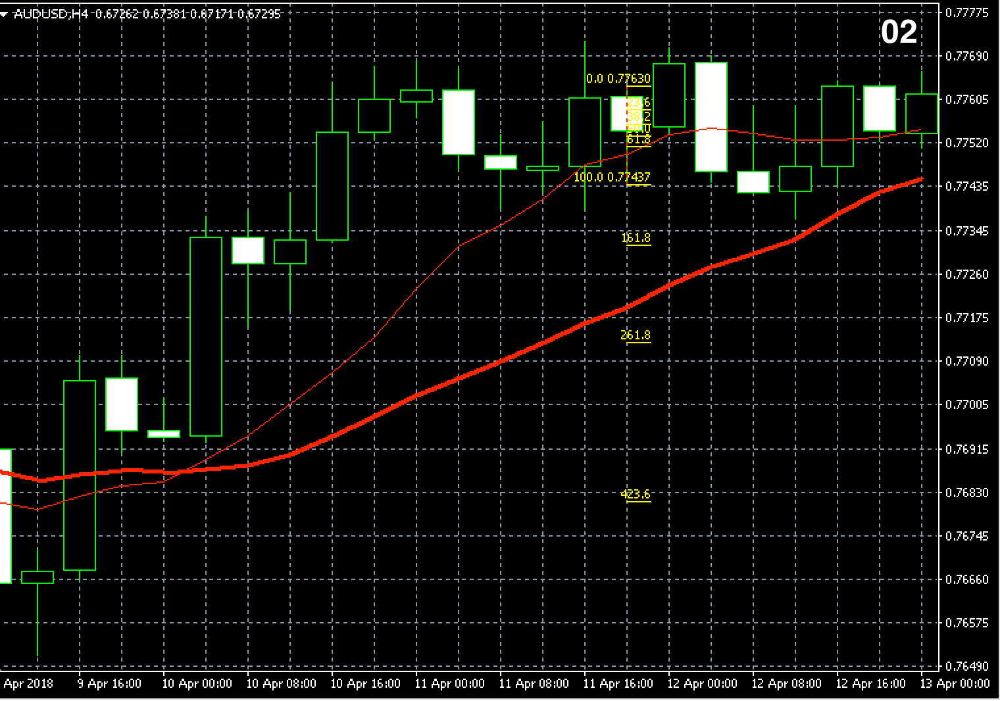 AUDUSD,H4 0.67262 0.67381 0.67171 0.67295
02
0.77775
0.77690
0.77605
0.77520
0.77435
0.77345
0.77260
0.77175
0.77090
0.77005
0.76915
0.76830
0.76745
0.76660
0.76575
0.76490
0.0 0.77630
23.6
38.2
50.0
61.8
100.0 0.77437
161.8
261.8
423.6
Apr 2018
9 Apr 16:00
10 Apr 00:00
10 Apr 08:00
10 Apr 16:00
11 Apr 00:00
11 Apr 08:00
11 Apr 16:00
12 Apr 00:00
12 Apr 08:00
12 Apr 16:00
13 Apr 00:00